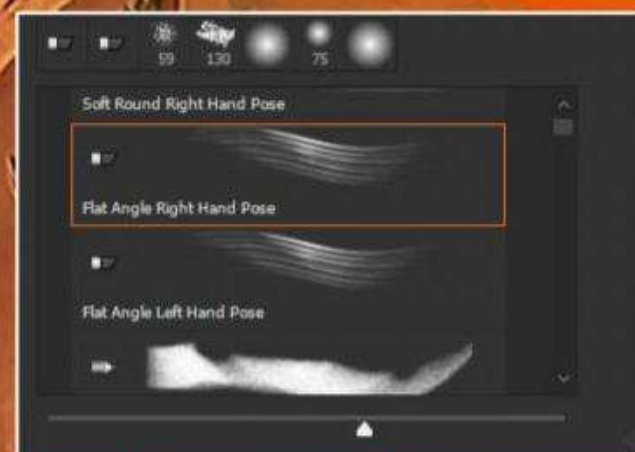 59 130 75
Soft Round Right Hand Pose
Flat Angle Right Hand Pose
Flat Angle Left Hand Pose